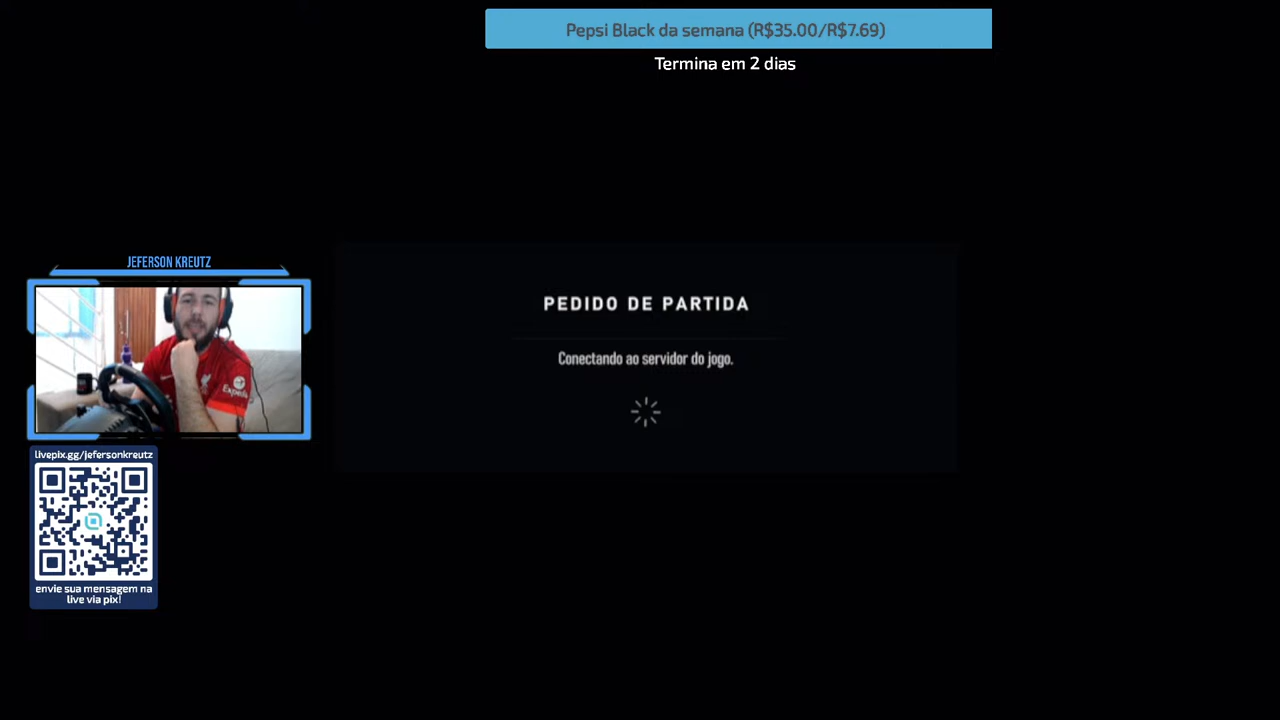 Pepsi Black da semana (R$35.00/R$7.69)
Termina em 2 dias
JEFERSON KREUTZ
PEDIDO DE PARTIDA
Conectando ao servidor do jogo.
Exped
livepix.gg/jefersonkreutz
envie sua mensagem na
live via pix!